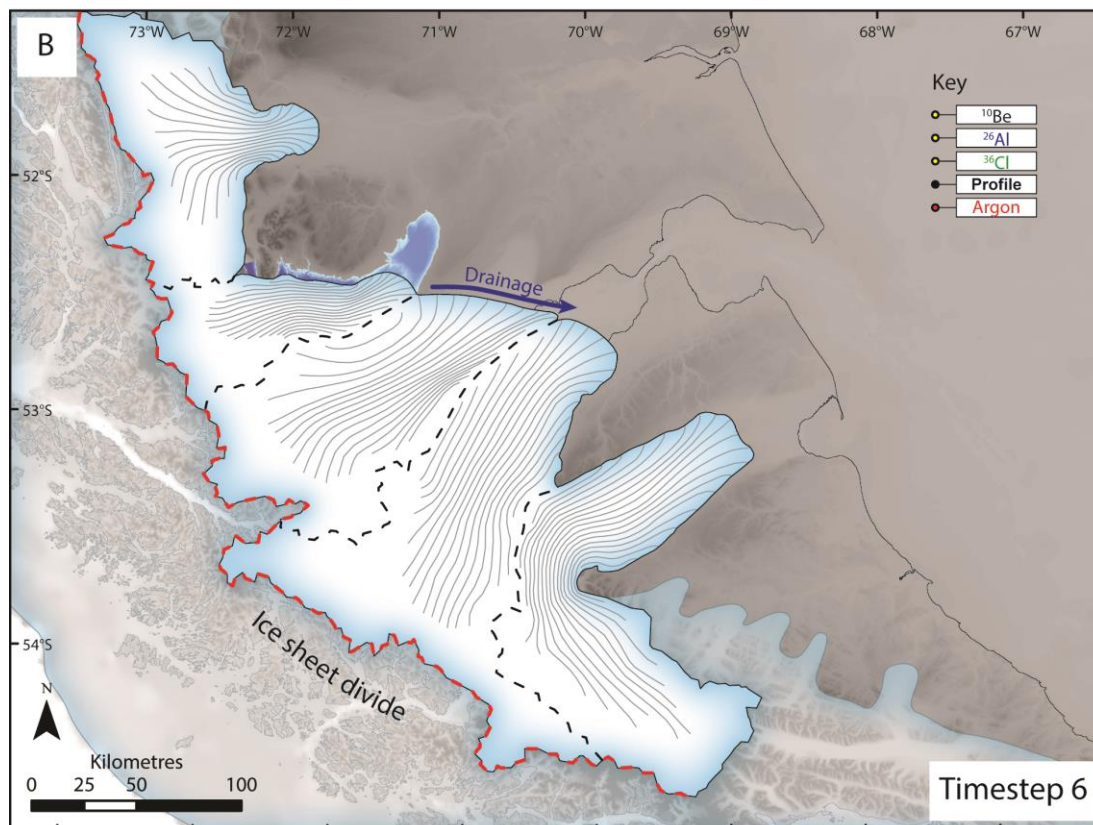 B
73°W 72°W 71°W 70°W 69°W 68°W 67°W
Key
¹⁰Be
²⁶Al
³⁶Cl
Profile
Argon
52°S
Drainage
53°S
54°S
Ice sheet divide
N
Kilometres
0 25 50 100
Timestep 6